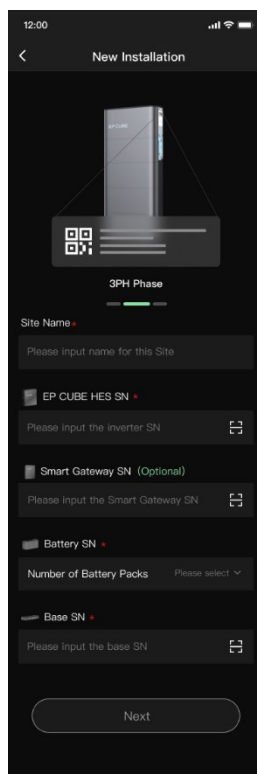 12:00
New Installation
EP CUBE
3PH Phase
Site Name*
Please input name for this Site
EP CUBE HES SN *
Please input the inverter SN
Smart Gateway SN (Optional)
Please input the Smart Gateway SN
Battery SN *
Number of Battery Packs Please select
Base SN *
Please input the base SN
Next